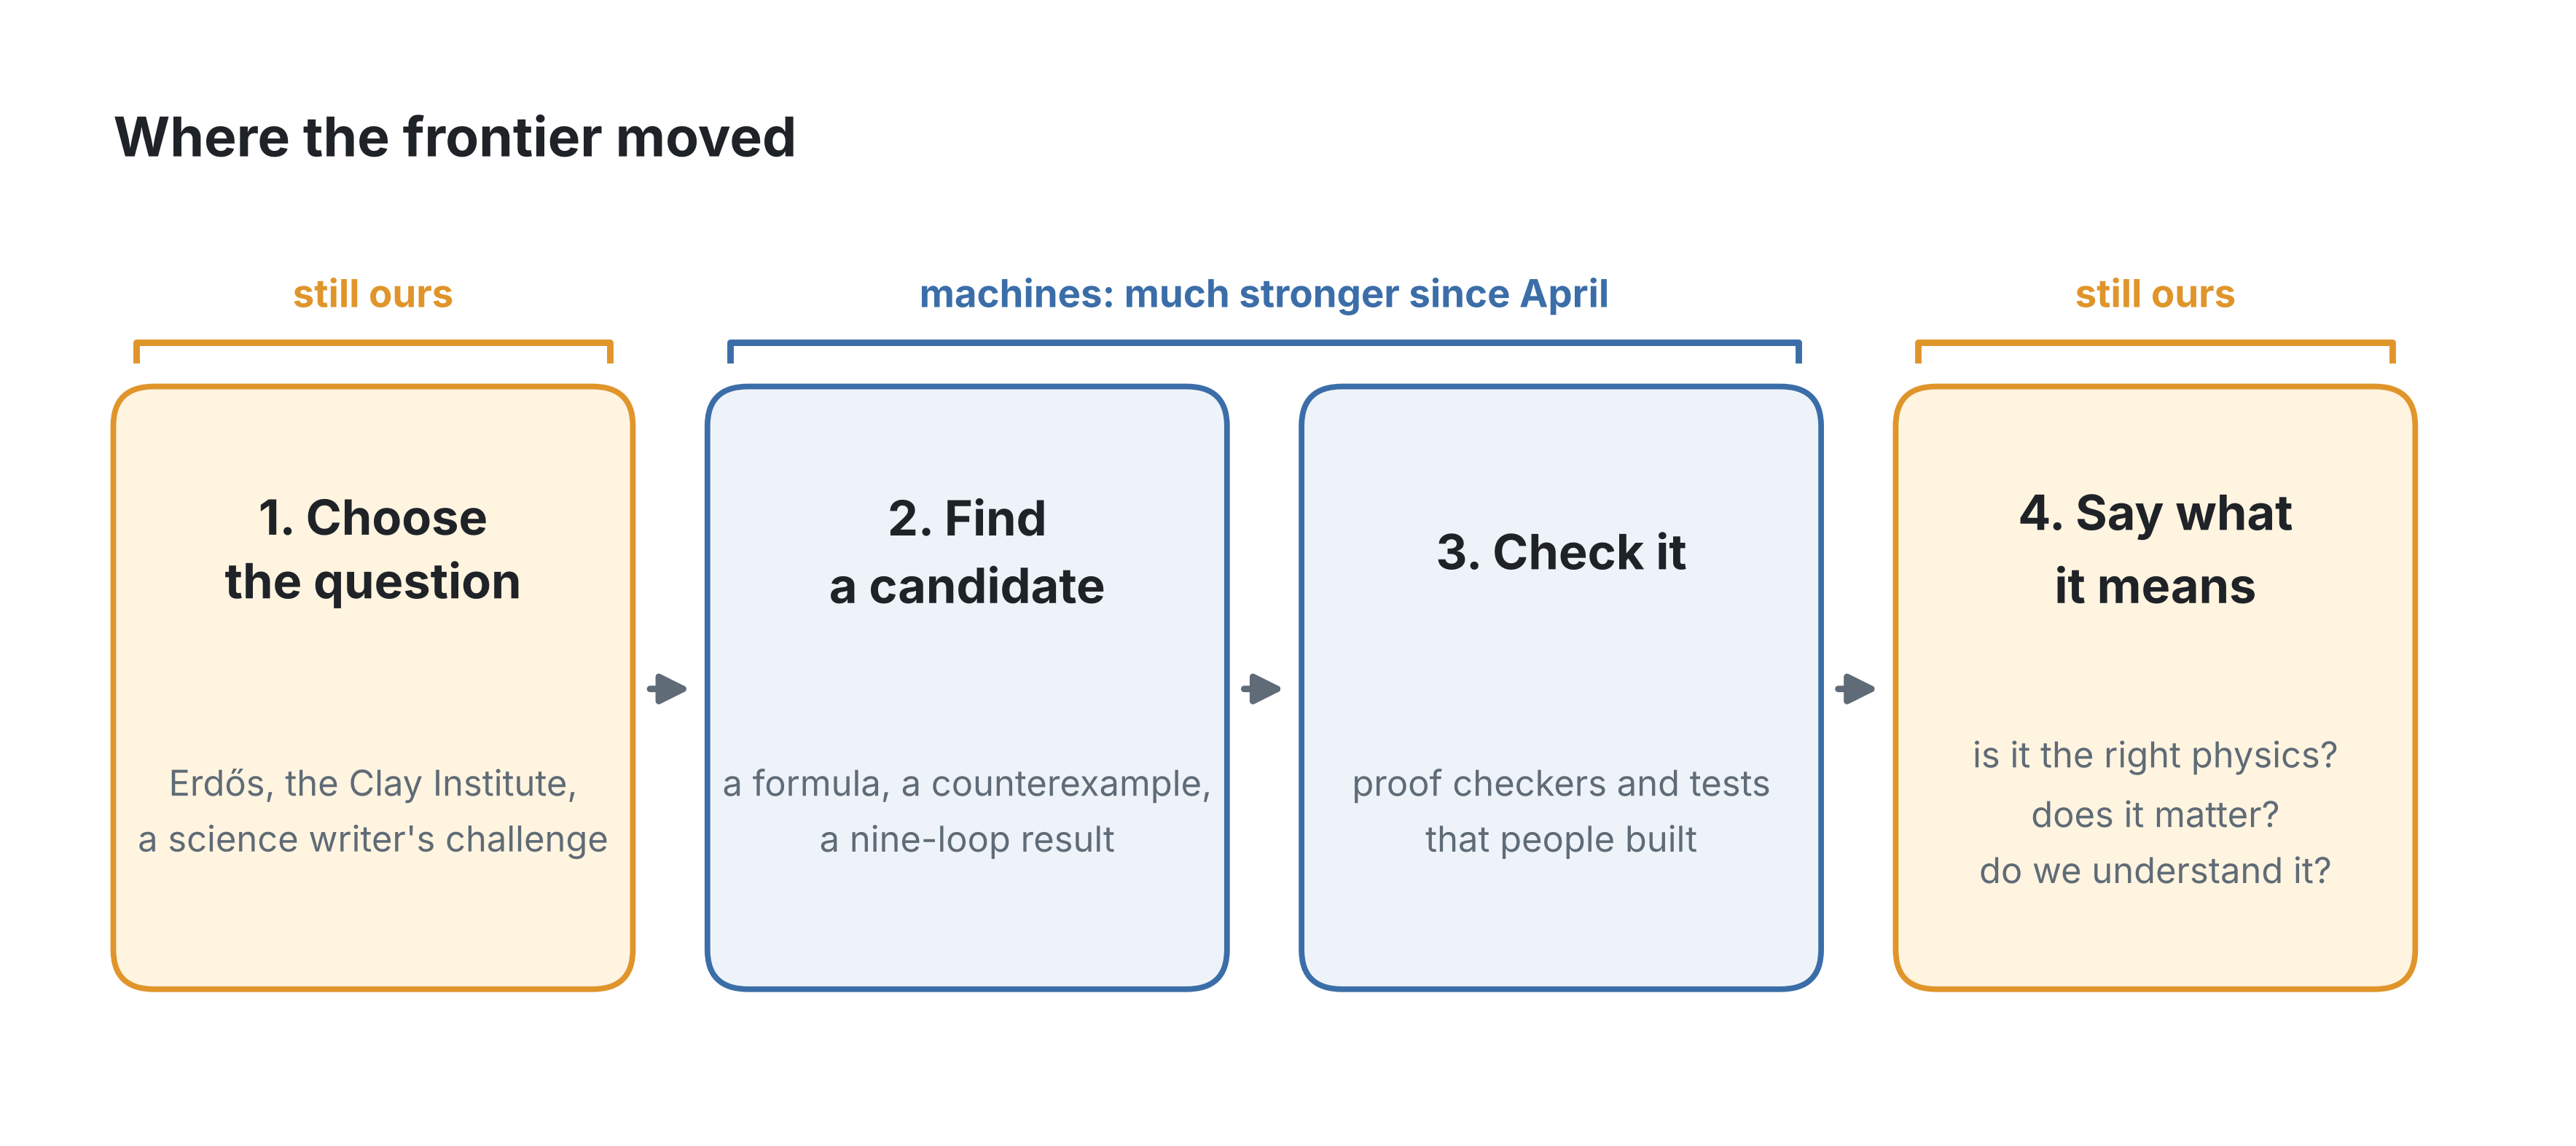 Where the frontier moved
still ours
machines: much stronger since April
still ours
1. Choose
the question
Erdős, the Clay Institute,
a science writer's challenge
2. Find
a candidate
a formula, a counterexample,
a nine-loop result
3. Check it
proof checkers and tests
that people built
4. Say what
it means
is it the right physics?
does it matter?
do we understand it?